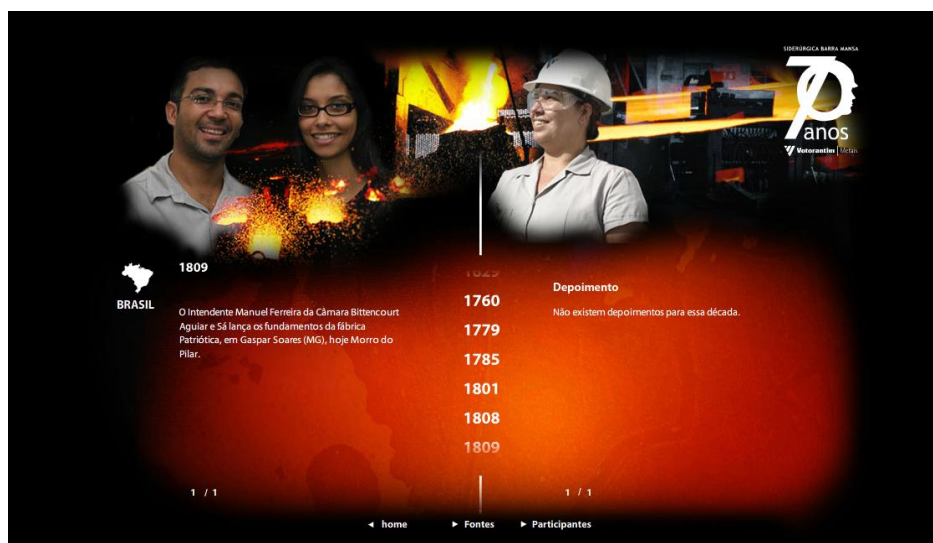 SIDERÚRGICA BARRA MANSA
70
anos
Votorantim | Metais
BRASIL
1809
O Intendente Manuel Ferreira da Câmara Bittencourt
Aguiar e Sá lança os fundamentos da fábrica
Patriótica, em Gaspar Soares (MG), hoje Morro do
Pilar.
1 / 1
1629
1760
1779
1785
1801
1808
1809
Depoimento
Não existem depoimentos para essa década.
1 / 1
home
Fontes
Participantes